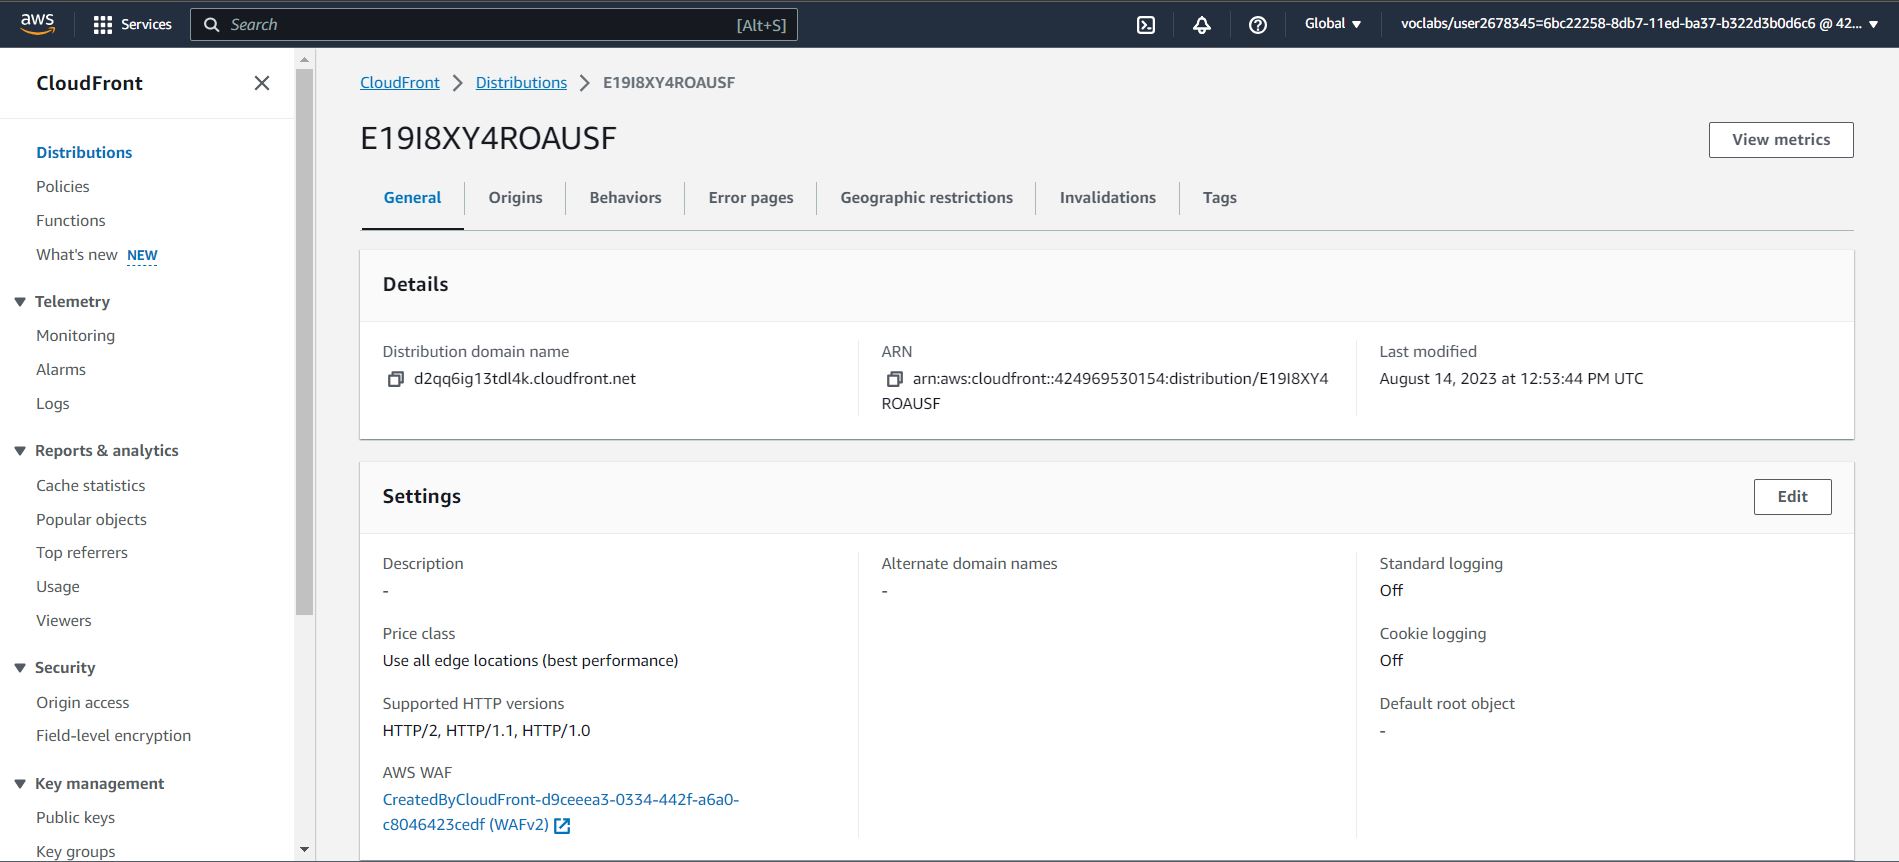 aws
Services
Search
[Alt+S]
Global
voclabs/user2678345=6bc22258-8db7-11ed-ba37-b322d3b0d6c6 @ 42...
CloudFront
Distributions
Policies
Functions
What's new NEW
Telemetry
Monitoring
Alarms
Logs
Reports & analytics
Cache statistics
Popular objects
Top referrers
Usage
Viewers
Security
Origin access
Field-level encryption
Key management
Public keys
Key groups
CloudFront > Distributions > E19I8XY4ROAUSF
E19I8XY4ROAUSF
View metrics
General
Origins
Behaviors
Error pages
Geographic restrictions
Invalidations
Tags
Details
Distribution domain name
d2qq6ig13tdl4k.cloudfront.net
ARN
arn:aws:cloudfront::424969530154:distribution/E19I8XY4
ROAUSF
Last modified
August 14, 2023 at 12:53:44 PM UTC
Settings
Edit
Description
-
Price class
Use all edge locations (best performance)
Supported HTTP versions
HTTP/2, HTTP/1.1, HTTP/1.0
AWS WAF
CreatedByCloudFront-d9ceeea3-0334-442f-a6a0-
c8046423cedf (WAFv2)
Alternate domain names
-
Standard logging
Off
Cookie logging
Off
Default root object
-